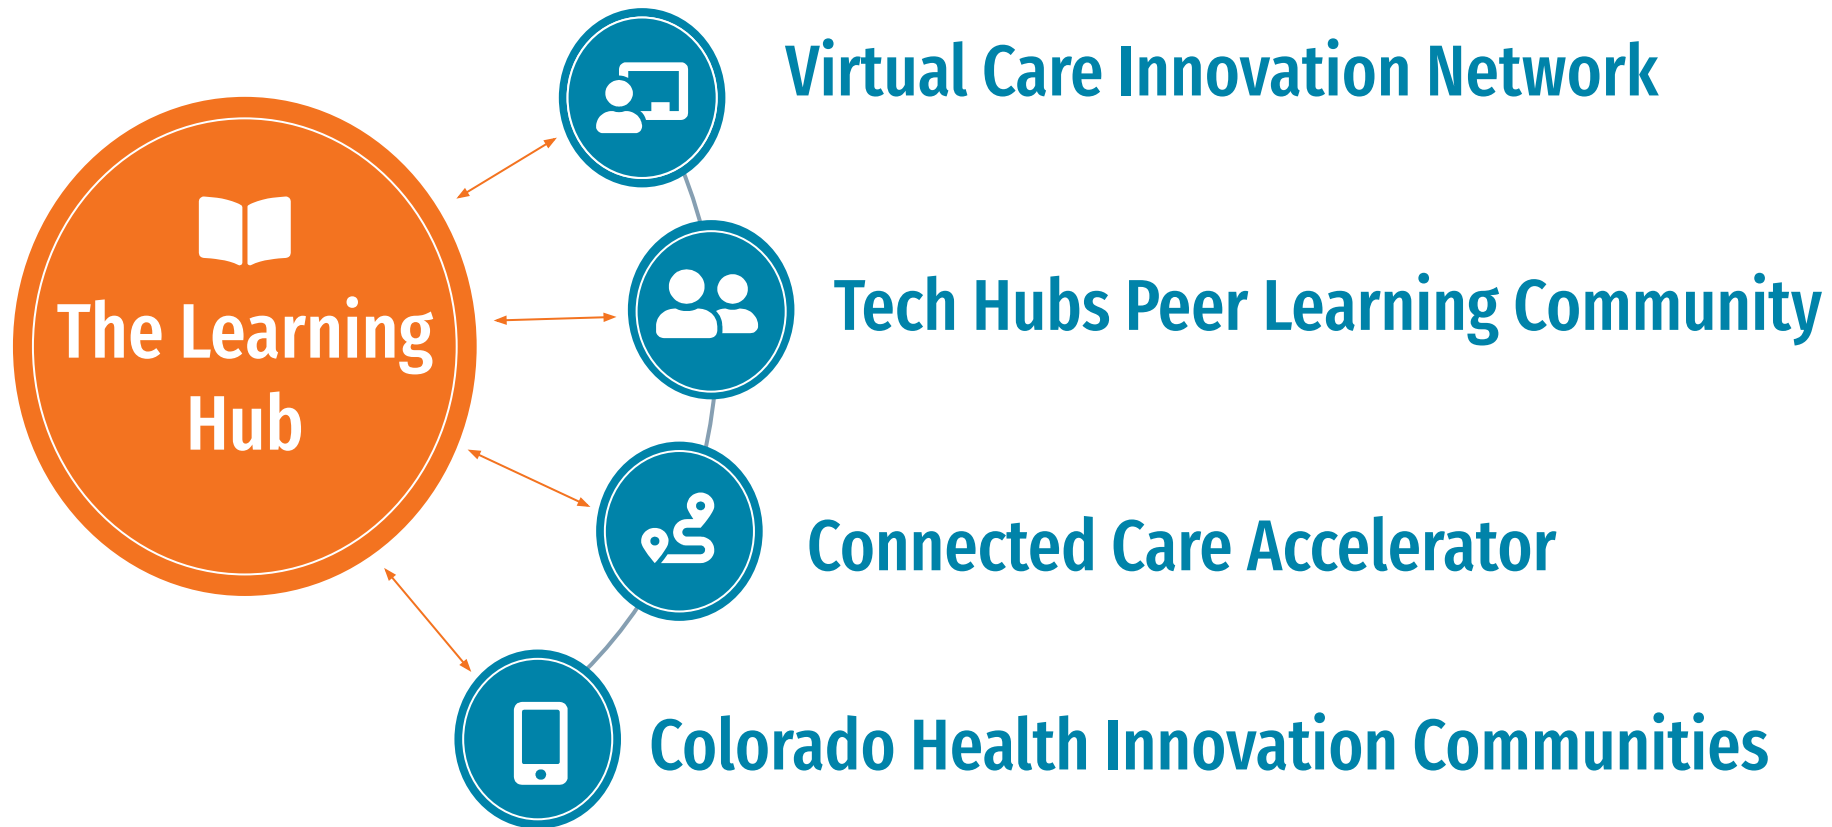 The Learning
Hub
Virtual Care Innovation Network
Tech Hubs Peer Learning Community
Connected Care Accelerator
Colorado Health Innovation Communities